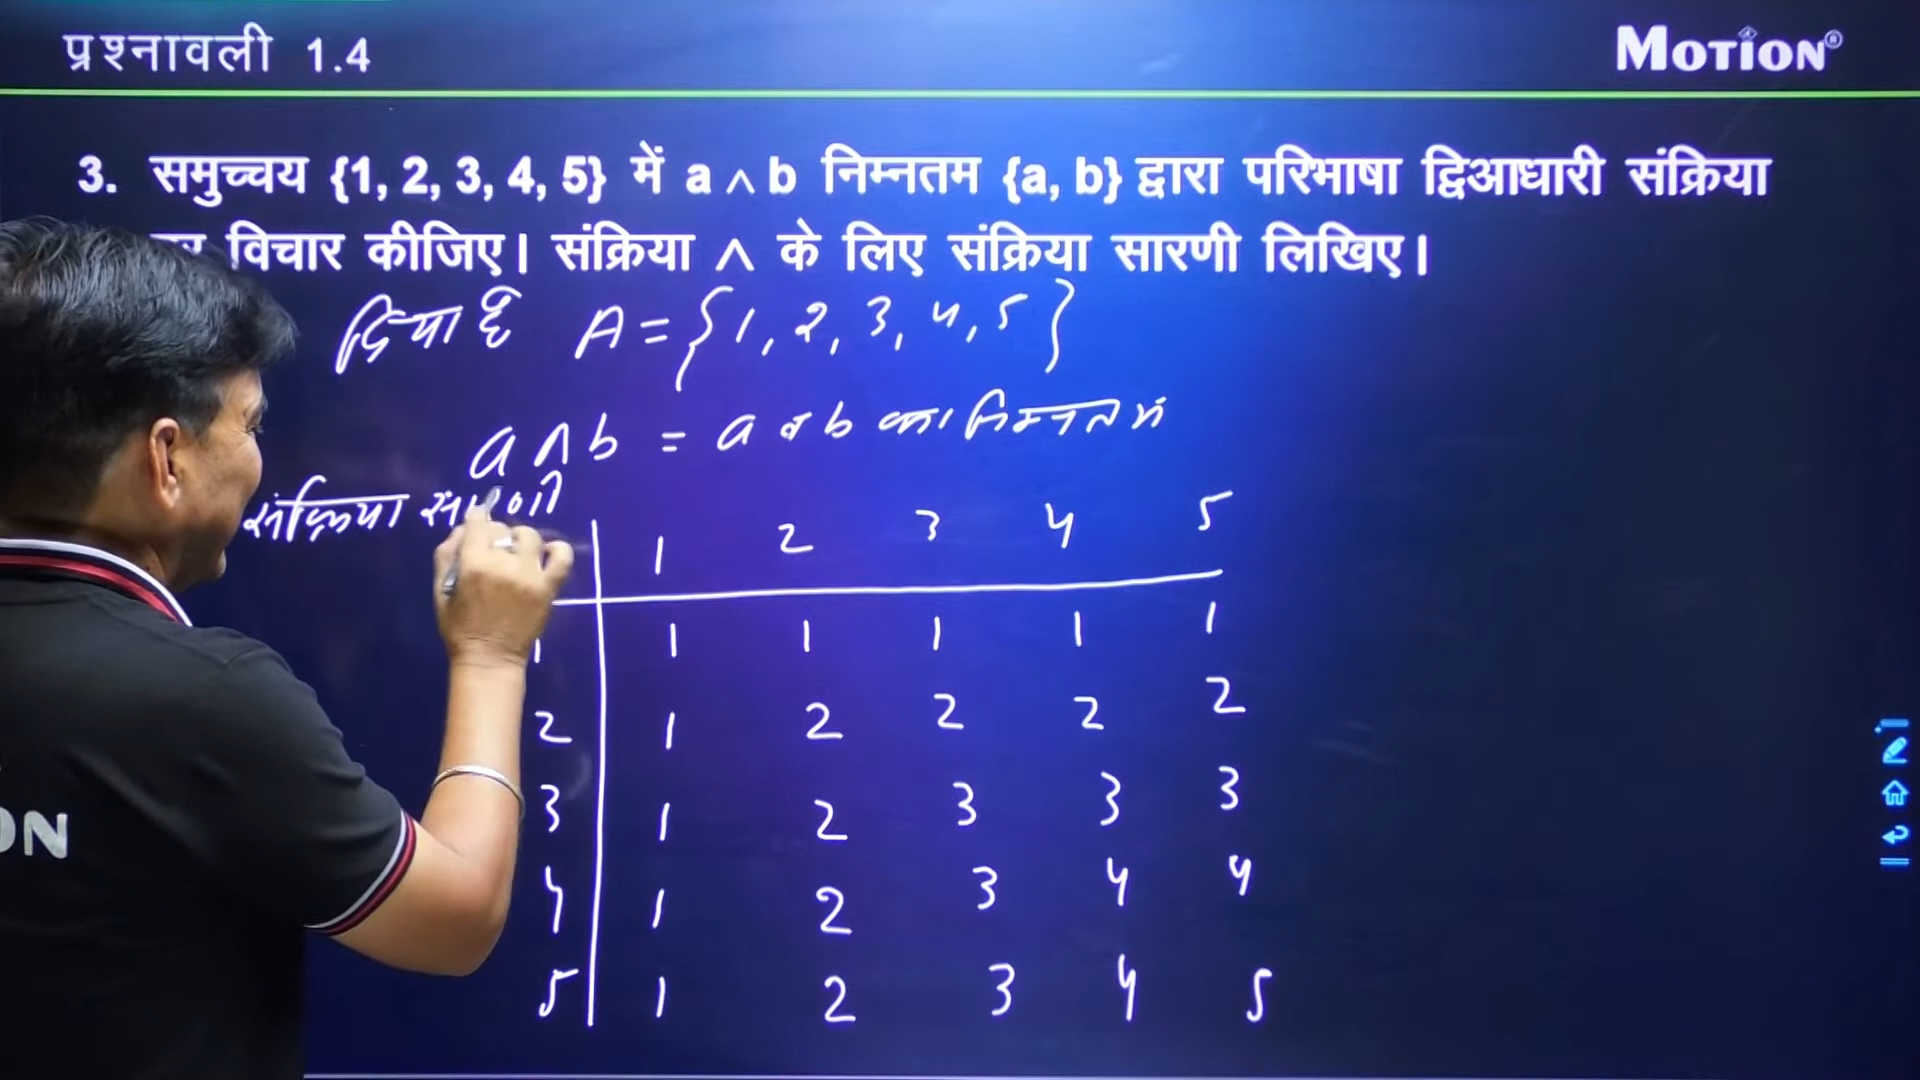 प्रश्नावली 1.4
MOTION®
3. समुच्चय {1, 2, 3, 4, 5} में a ∧ b निम्नतम {a, b} द्वारा परिभाषा द्विआधारी संक्रिया
विचार कीजिए। संक्रिया ∧ के लिए संक्रिया सारणी लिखिए।
दिया है A = {1, 2, 3, 4, 5}
a ∧ b = a व b का निम्नतम
संक्रिया सारणी
1 2 3 4 5
1 1 1 1 1 1
2 1 2 2 2 2
3 1 2 3 3 3
4 1 2 3 4 4
5 1 2 3 4 5
ON